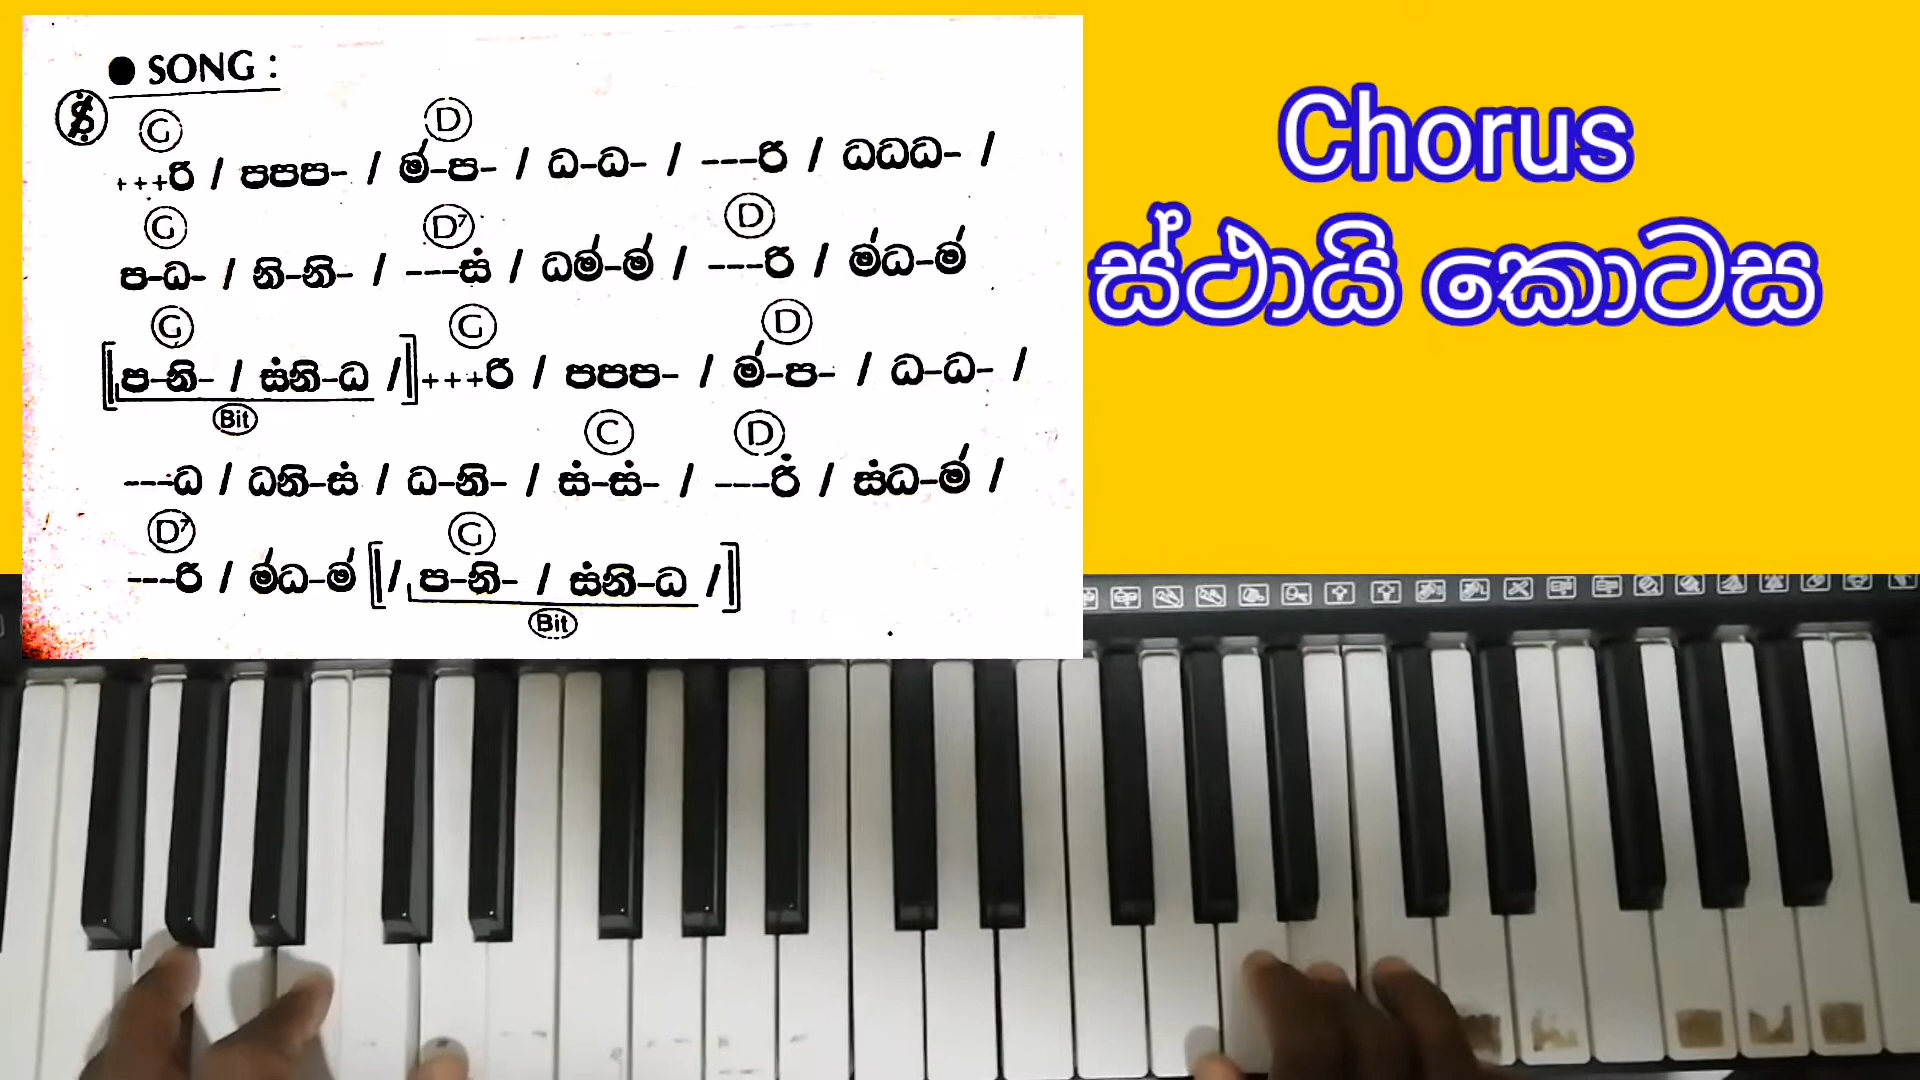 ● SONG :
G D
+++රි / පපප- / ම́-ප- / ධ-ධ- / ---රි / ධධධ- /
G D⁷ D
ප-ධ- / නි-නි- / ---සં / ධම́-ම́ / ---රි / ම́ධ-ම́
G G D
[ප-නි- / සં‍නි-ධ /] +++රි / පපප- / ම́-ප- / ධ-ධ- /
Bit
C D
---ධ / ධනි-සં / ධ-නි- / සં-සં- / ---රි̇ / සંධ-ම́ /
D⁷ G
---රි / ම́ධ-ම́ [/ ප-නි- / සંනි-ධ /]
Bit
Chorus
ස්ථායි කොටස